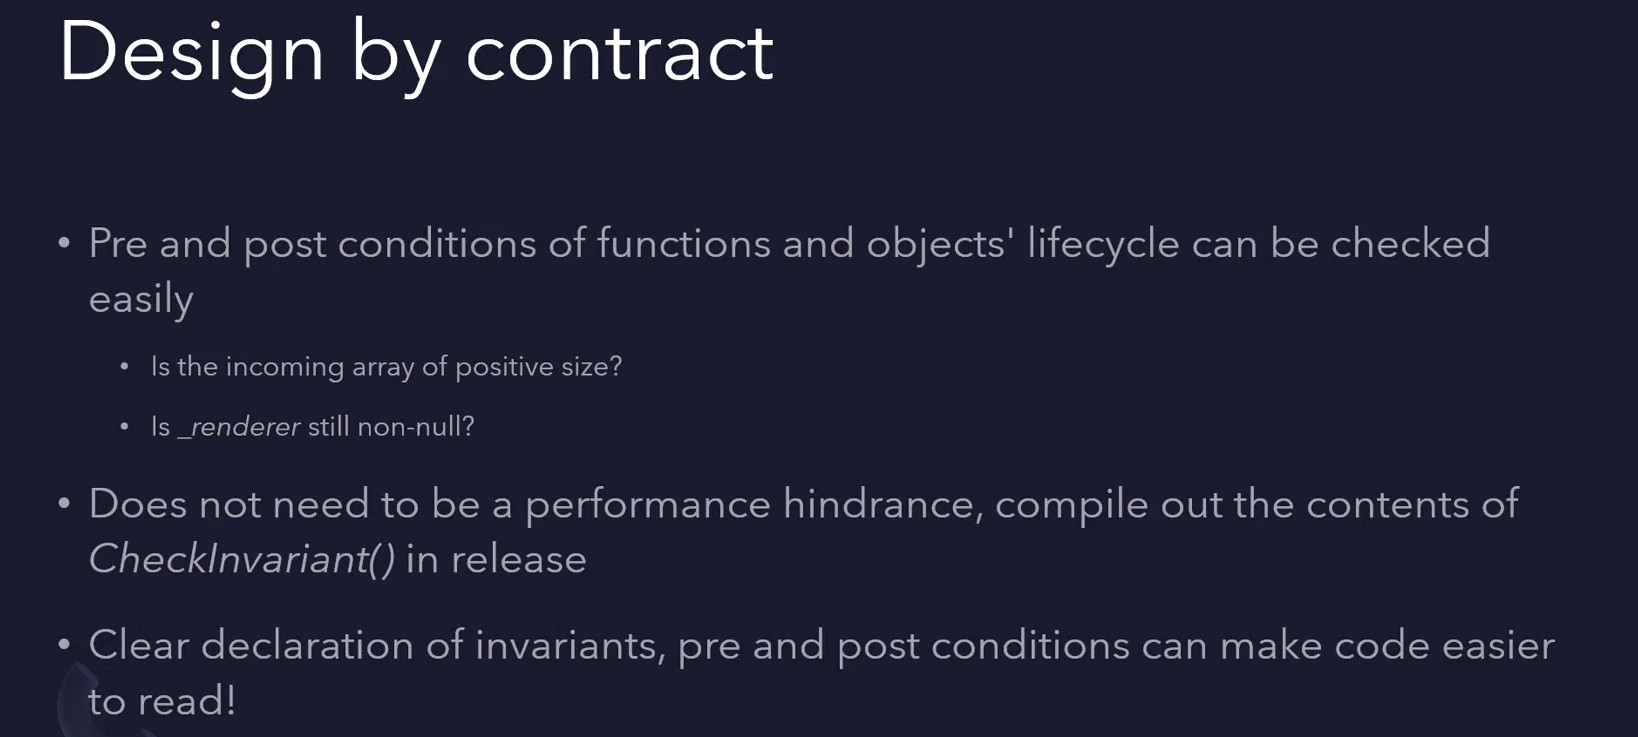 Design by contract
• Pre and post conditions of functions and objects' lifecycle can be checked
easily
• Is the incoming array of positive size?
• Is _renderer still non-null?
• Does not need to be a performance hindrance, compile out the contents of
CheckInvariant() in release
• Clear declaration of invariants, pre and post conditions can make code easier
to read!